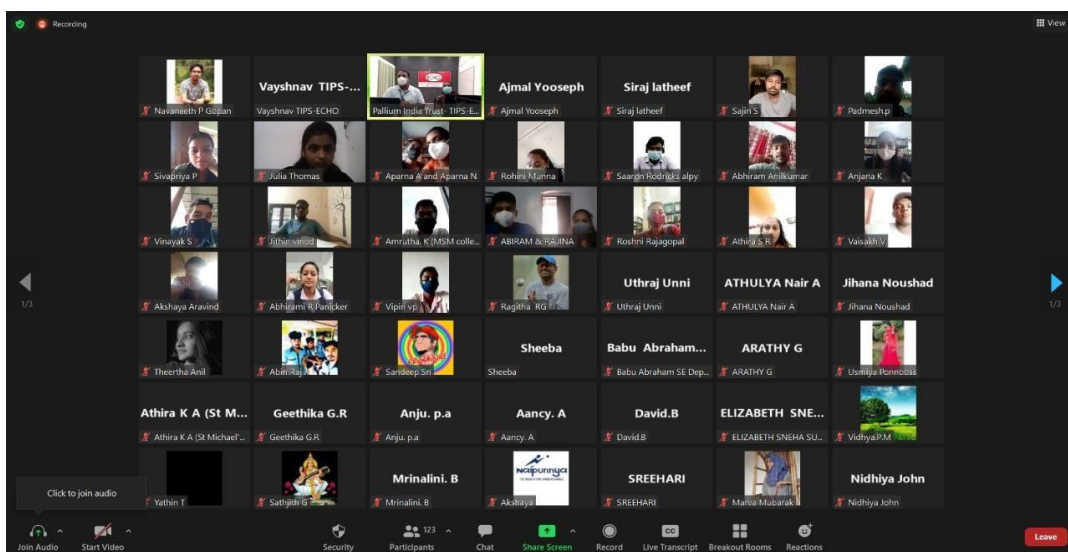 Recording
View
Navaneeth P Gopan
Vayshnav TIPS-...
Vayshnav TIPS-ECHO
Pallium India Trust- TIPS-E...
Ajmal Yooseph
Ajmal Yooseph
Siraj latheef
Siraj latheef
Sajin S
Padmesh.p
Sivapriya P
Julia Thomas
Aparna A and Aparna N
Rohini Munna
Saargn Rodricks alpy
Abhiram Anilkumar
Anjana K
Vinayak S
Jithin vinod
Amrutha. K (MSM colle...
ABIRAM & RAJINA
Roshni Rajagopal
Athira S R
Vaisakh.V
1/3
Akshaya Aravind
Abhirami R Panicker
Vipin vp
Ragitha RG
Uthraj Unni
Uthraj Unni
ATHULYA Nair A
ATHULYA Nair A
Jihana Noushad
Jihana Noushad
1/3
Theertha Anil
Abin Raj
Sandeep Sn
Sheeba
Sheeba
Babu Abraham...
Babu Abraham SE Dep...
ARATHY G
ARATHY G
Usmiya
Athira K A (St M...
Athira K A (St Michael'...
Geethika G.R
Geethika G.R
Anju. p.a
Anju. p.a
Aancy. A
Aancy. A
David.B
David.B
ELIZABETH SNE...
ELIZABETH SNEHA SU...
Vidhya.P.M
Yathin T
Sathjith G
Mrinalini. B
Mrinalini. B
Naipunnya
Akshaya
SREEHARI
SREEHARI
Marva Mubarak
Nidhiya John
Nidhiya John
Click to join audio
Join Audio
Start Video
Security
123
Participants
Chat
Share Screen
Record
CC
Live Transcript
Breakout Rooms
Reactions
Leave